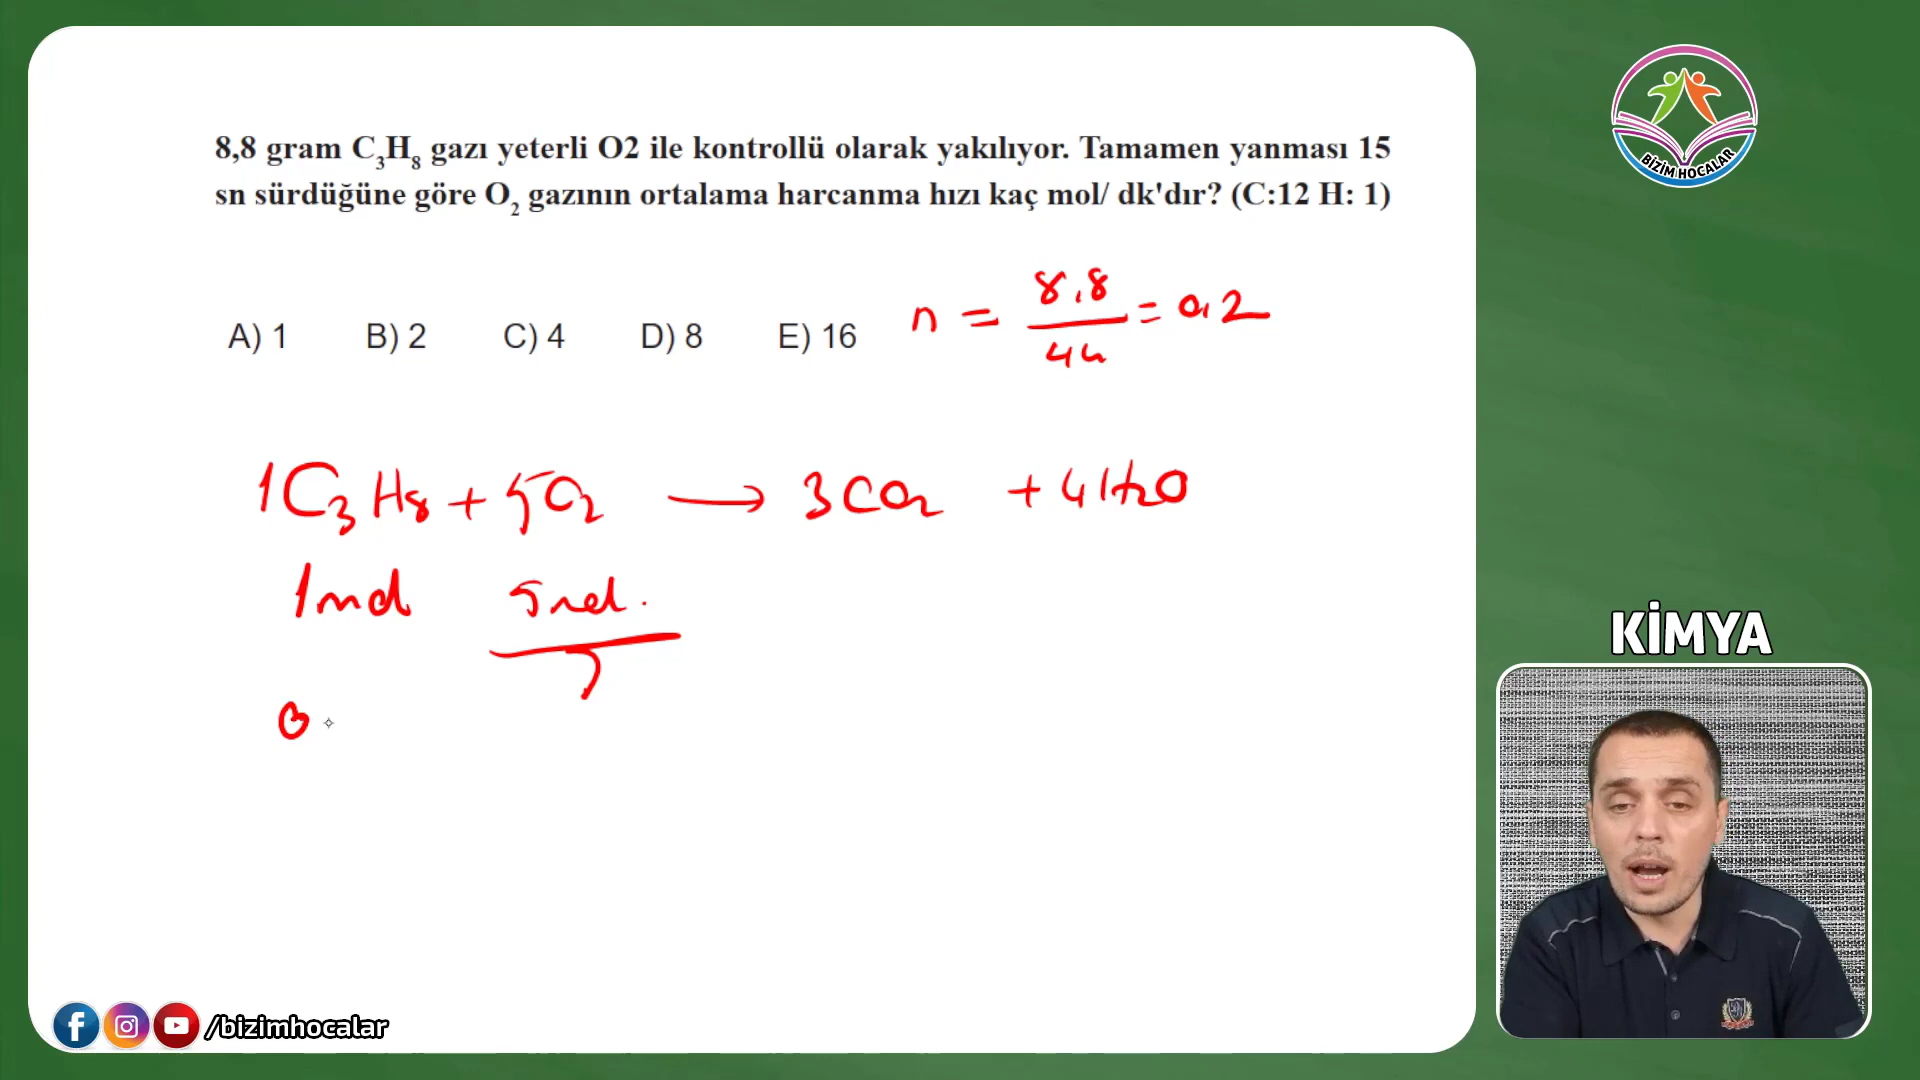 BİZİM HOCALAR
8,8 gram C₃H₈ gazı yeterli O2 ile kontrollü olarak yakılıyor. Tamamen yanması 15
sn sürdüğüne göre O₂ gazının ortalama harcanma hızı kaç mol/ dk'dır? (C:12 H: 1)
A) 1 B) 2 C) 4 D) 8 E) 16
n = 8,8 / 44 = 0,2
1C₃H₈ + 5O₂ → 3CO₂ + 4H₂O
1mol 5mol.
KİMYA
/bizimhocalar